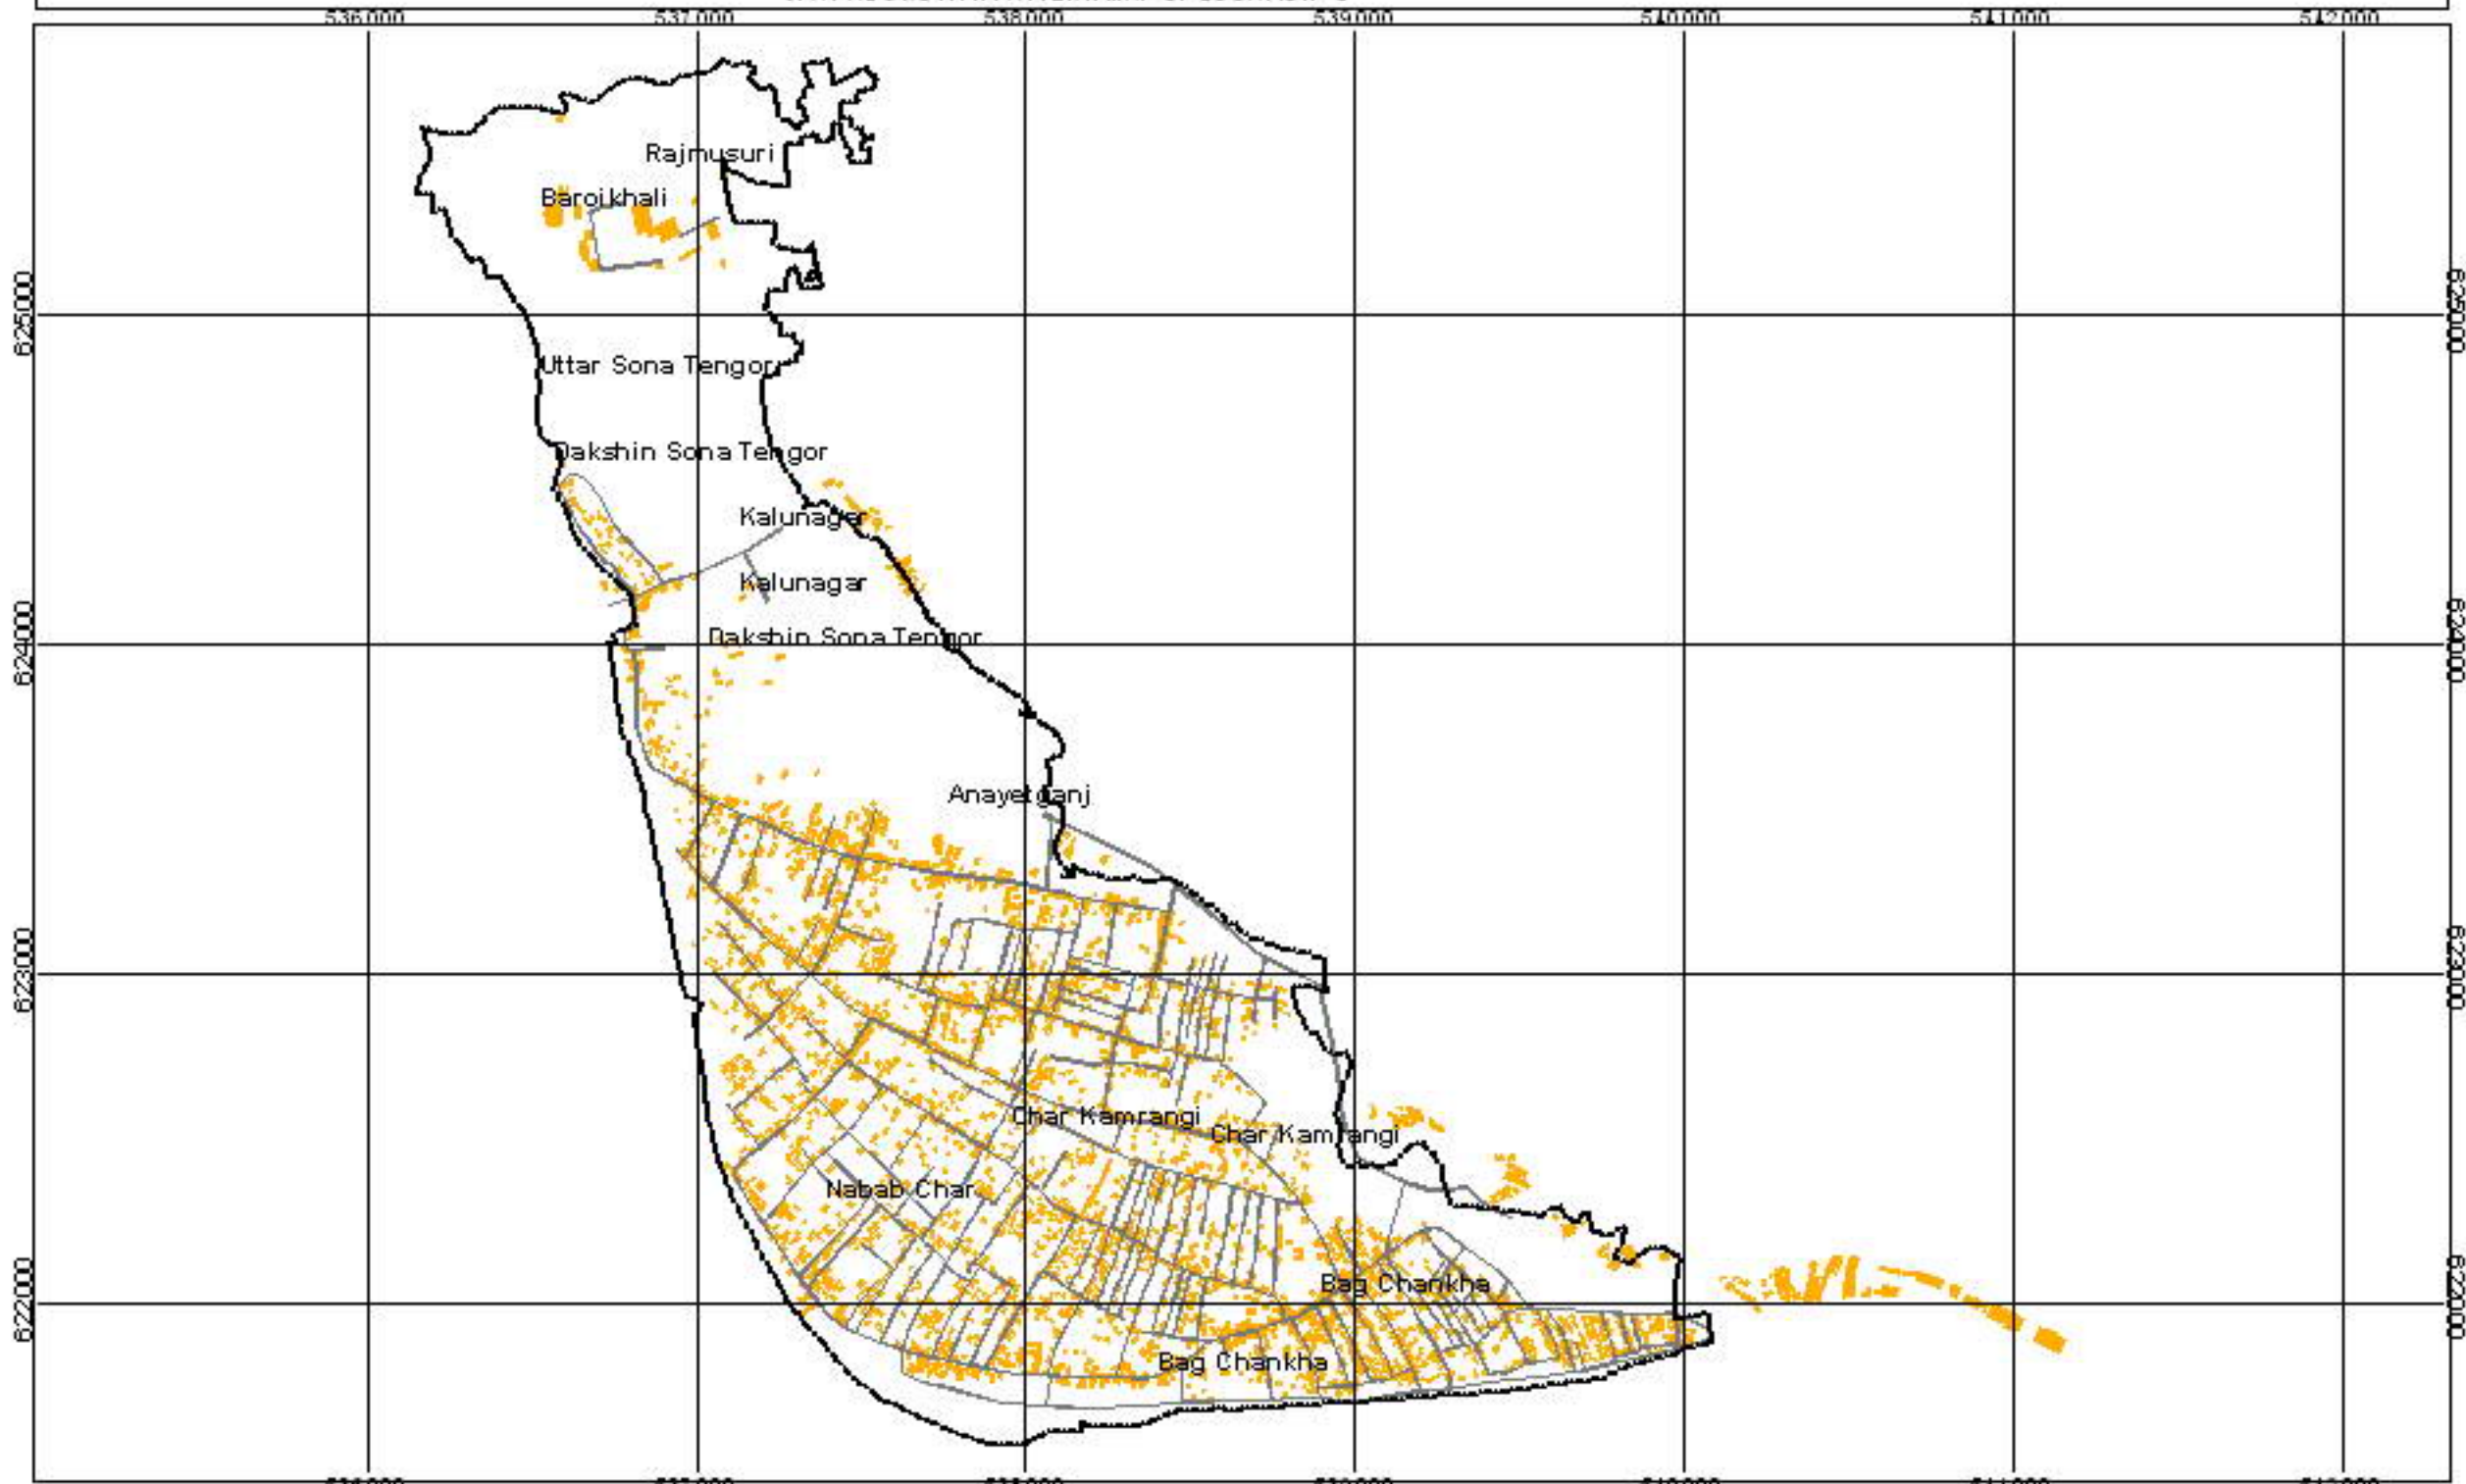 536000 537000 538000 539000 540000 541000 542000
Rajmusuri
Baroikhali
625000 625000
Uttar Sona Tengor
Dakshin Sona Tengor
Kalunagar
Kalunagar
624000 624000
Dakshin Sona Tengor
Anayetganj
623000 623000
Char Kamrangi
Char Kamrangi
Nabab Char
Bag Chankha
622000 622000
Bag Chankha